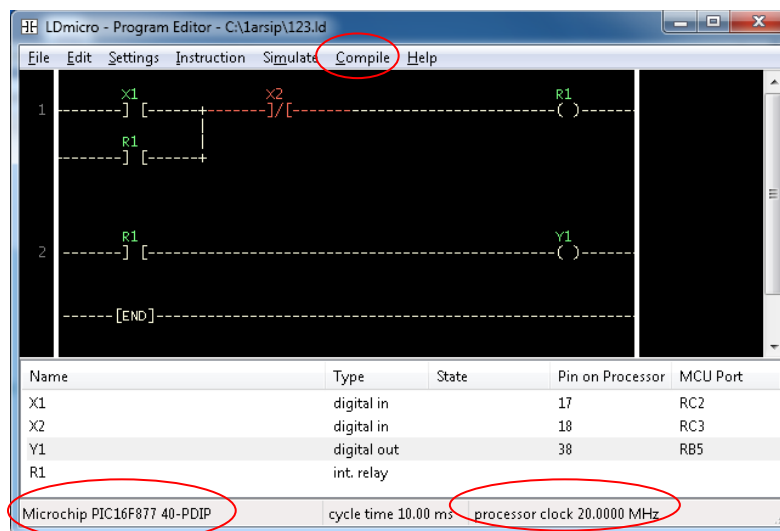 LDmicro - Program Editor - C:\1arsip\123.ld
File Edit Settings Instruction Simulate Compile Help
X1 X2 R1
1 ------] [------+-------]/[-------------------------( )------
R1
------] [------+
R1 Y1
2 ------] [------------------------------------------( )------
------[END]--------------------------------------------------
Name Type State Pin on Processor MCU Port
X1 digital in 17 RC2
X2 digital in 18 RC3
Y1 digital out 38 RB5
R1 int. relay
Microchip PIC16F877 40-PDIP cycle time 10.00 ms processor clock 20.0000 MHz